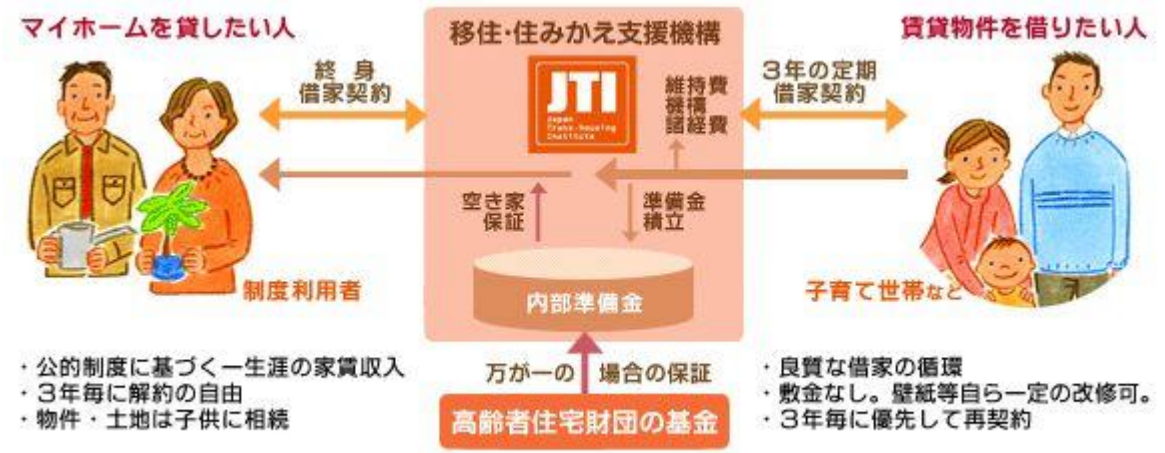 マイホームを貸したい人
移住・住みかえ支援機構
賃貸物件を借りたい人
終身
借家契約
JTI
Japan
Trans-housing
Institute
維持費
機構
諸経費
3年の定期
借家契約
空き家
保証
準備金
積立
制度利用者
内部準備金
子育て世帯など
・公的制度に基づく一生涯の家賃収入
・3年毎に解約の自由
・物件・土地は子供に相続
万が一の 場合の保証
高齢者住宅財団の基金
・良質な借家の循環
・敷金なし。壁紙等自ら一定の改修可。
・3年毎に優先して再契約